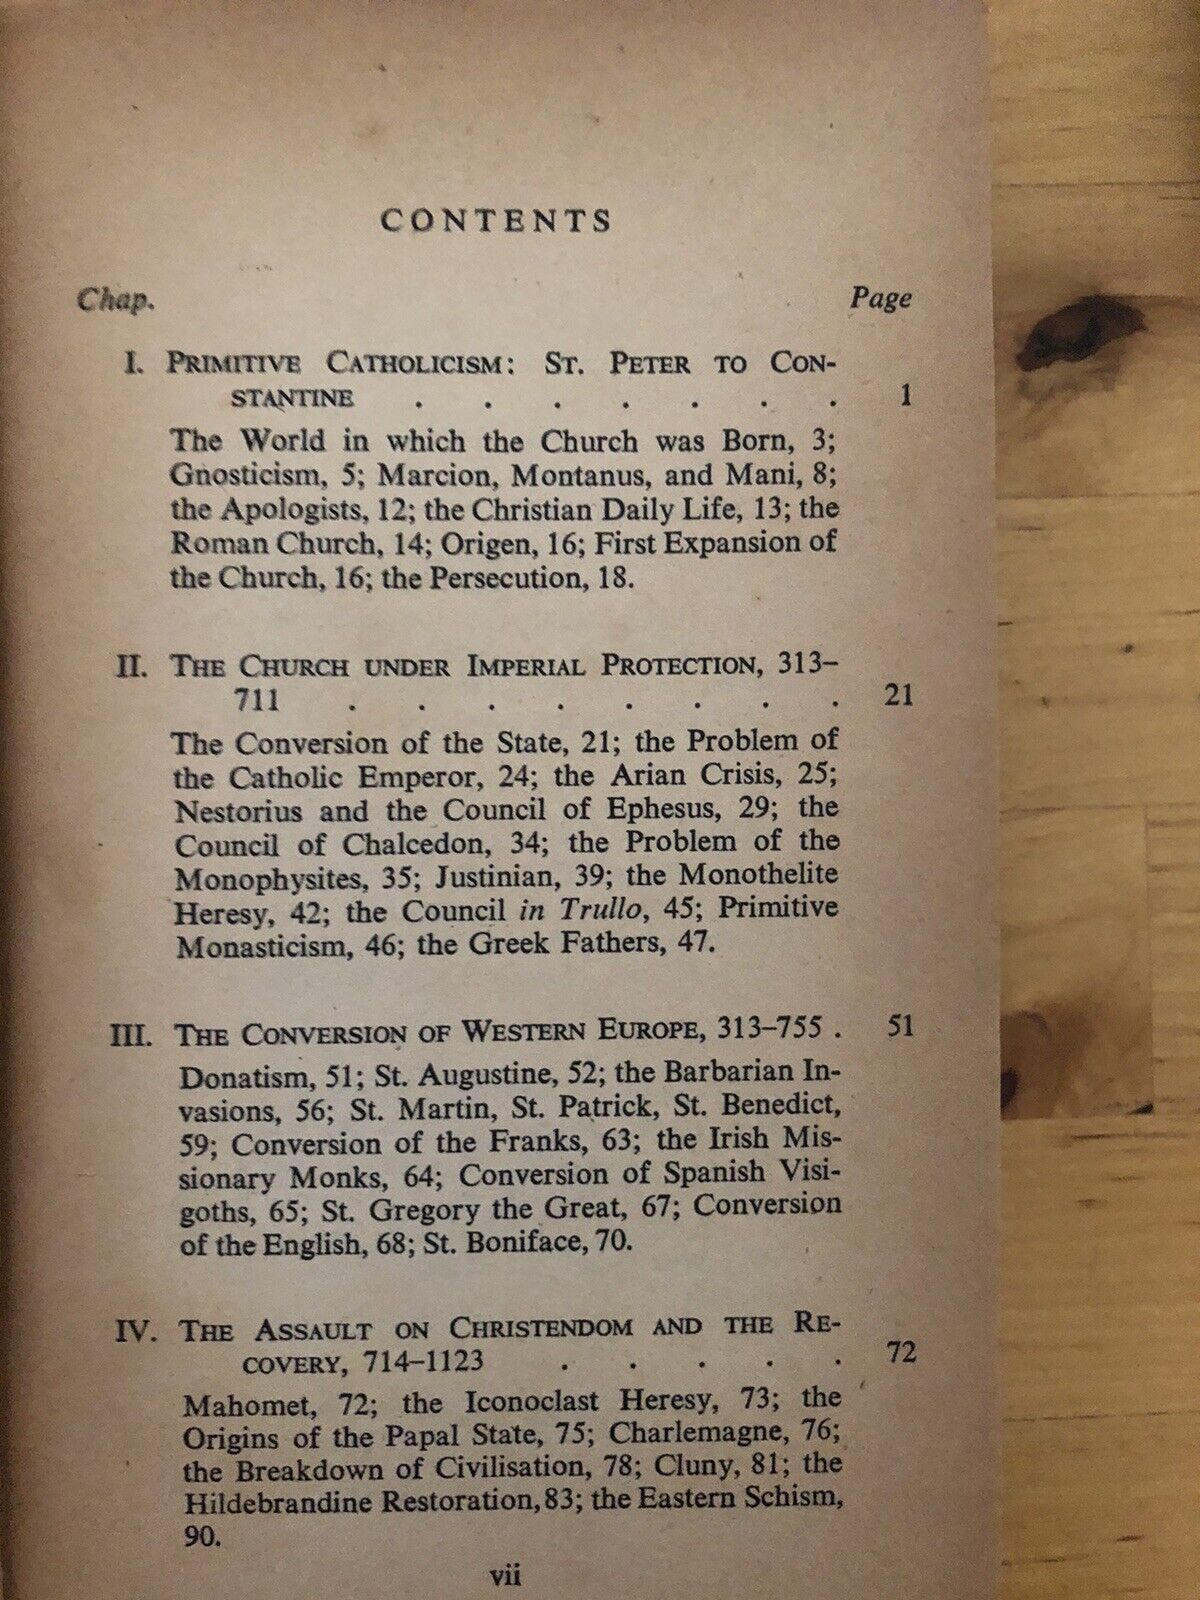 CONTENTS
Chap. Page
I. PRIMITIVE CATHOLICISM: ST. PETER TO CON-
STANTINE . . . . . . . 1
The World in which the Church was Born, 3;
Gnosticism, 5; Marcion, Montanus, and Mani, 8;
the Apologists, 12; the Christian Daily Life, 13; the
Roman Church, 14; Origen, 16; First Expansion of
the Church, 16; the Persecution, 18.
II. THE CHURCH UNDER IMPERIAL PROTECTION, 313–
711 . . . . . . . . 21
The Conversion of the State, 21; the Problem of
the Catholic Emperor, 24; the Arian Crisis, 25;
Nestorius and the Council of Ephesus, 29; the
Council of Chalcedon, 34; the Problem of the
Monophysites, 35; Justinian, 39; the Monothelite
Heresy, 42; the Council in Trullo, 45; Primitive
Monasticism, 46; the Greek Fathers, 47.
III. THE CONVERSION OF WESTERN EUROPE, 313–755 . 51
Donatism, 51; St. Augustine, 52; the Barbarian In-
vasions, 56; St. Martin, St. Patrick, St. Benedict,
59; Conversion of the Franks, 63; the Irish Mis-
sionary Monks, 64; Conversion of Spanish Visi-
goths, 65; St. Gregory the Great, 67; Conversion
of the English, 68; St. Boniface, 70.
IV. THE ASSAULT ON CHRISTENDOM AND THE RE-
COVERY, 714–1123 . . . . . 72
Mahomet, 72; the Iconoclast Heresy, 73; the
Origins of the Papal State, 75; Charlemagne, 76;
the Breakdown of Civilisation, 78; Cluny, 81; the
Hildebrandine Restoration, 83; the Eastern Schism,
90.
vii